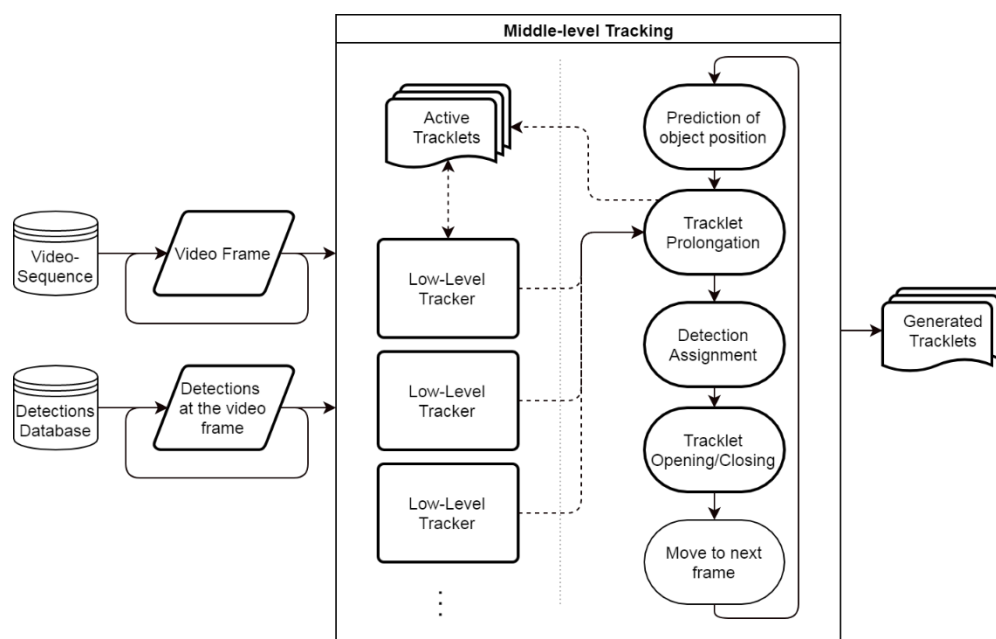 Middle-level Tracking
Active
Tracklets
Prediction of
object position
Video-
Sequence
Video Frame
Tracklet
Prolongation
Low-Level
Tracker
Generated
Tracklets
Detection
Assignment
Detections
Database
Detections
at the video
frame
Low-Level
Tracker
Tracklet
Opening/Closing
Low-Level
Tracker
Move to next
frame